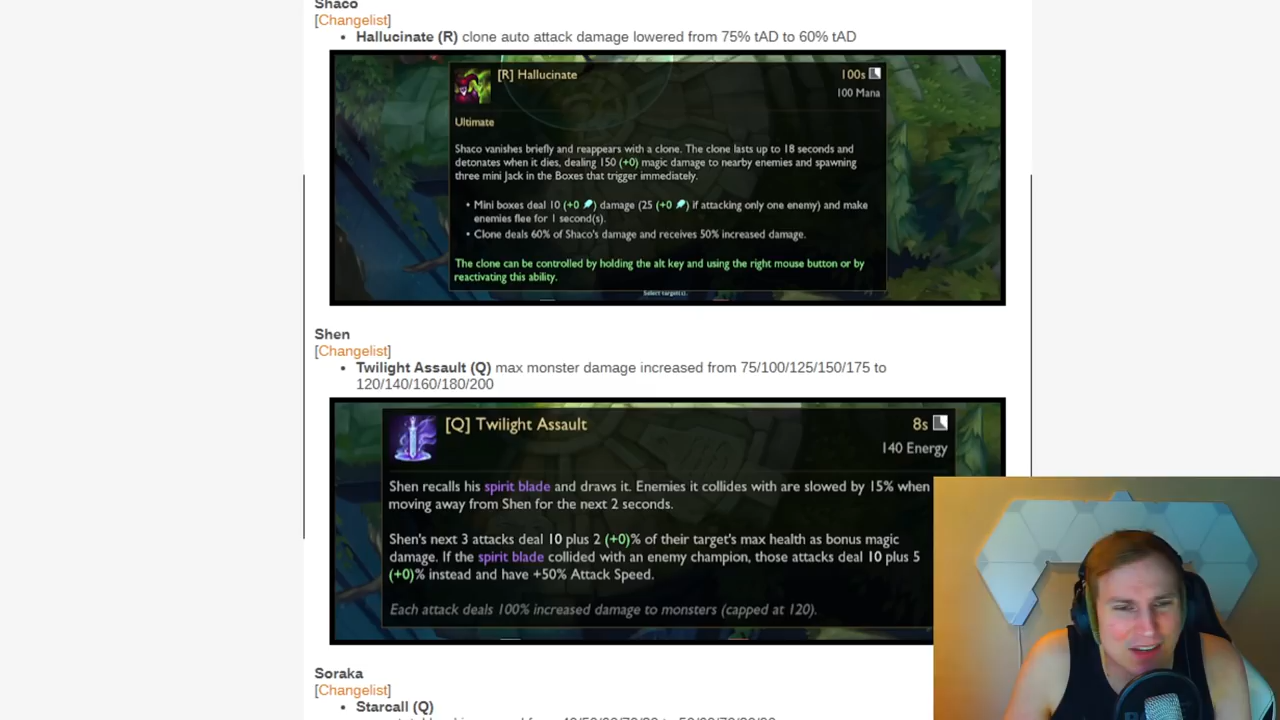 Shaco
[Changelist]
• Hallucinate (R) clone auto attack damage lowered from 75% tAD to 60% tAD
[R] Hallucinate
100s
100 Mana
Ultimate
Shaco vanishes briefly and reappears with a clone. The clone lasts up to 18 seconds and
detonates when it dies, dealing 150 (+0) magic damage to nearby enemies and spawning
three mini Jack in the Boxes that trigger immediately.
• Mini boxes deal 10 (+0) damage (25 (+0) if attacking only one enemy) and make
enemies flee for 1 second(s).
• Clone deals 60% of Shaco's damage and receives 50% increased damage.
The clone can be controlled by holding the alt key and using the right mouse button or by
reactivating this ability.
Select target(s).
Shen
[Changelist]
• Twilight Assault (Q) max monster damage increased from 75/100/125/150/175 to
120/140/160/180/200
[Q] Twilight Assault
8s
140 Energy
Shen recalls his spirit blade and draws it. Enemies it collides with are slowed by 15% when
moving away from Shen for the next 2 seconds.
Shen's next 3 attacks deal 10 plus 2 (+0)% of their target's max health as bonus magic
damage. If the spirit blade collided with an enemy champion, those attacks deal 10 plus 5
(+0)% instead and have +50% Attack Speed.
Each attack deals 100% increased damage to monsters (capped at 120).
Soraka
[Changelist]
• Starcall (Q)